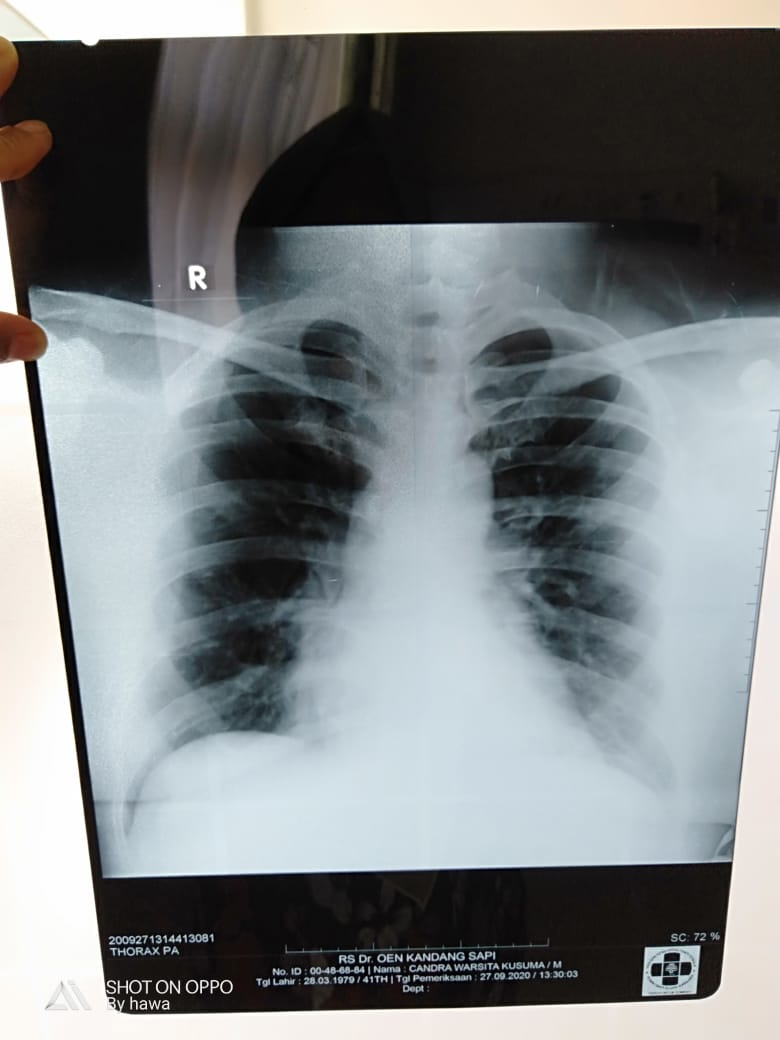 R
2009271314413081
THORAX PA
SC: 72 %
RS Dr. OEN KANDANG SAPI
No. ID : 00-48-68-84 | Nama : CANDRA WARSITA KUSUMA / M
Tgl Lahir : 28.03.1979 / 41TH | Tgl Pemeriksaan : 27.09.2020 / 13:30:03
Dept :
SHOT ON OPPO
By hawa